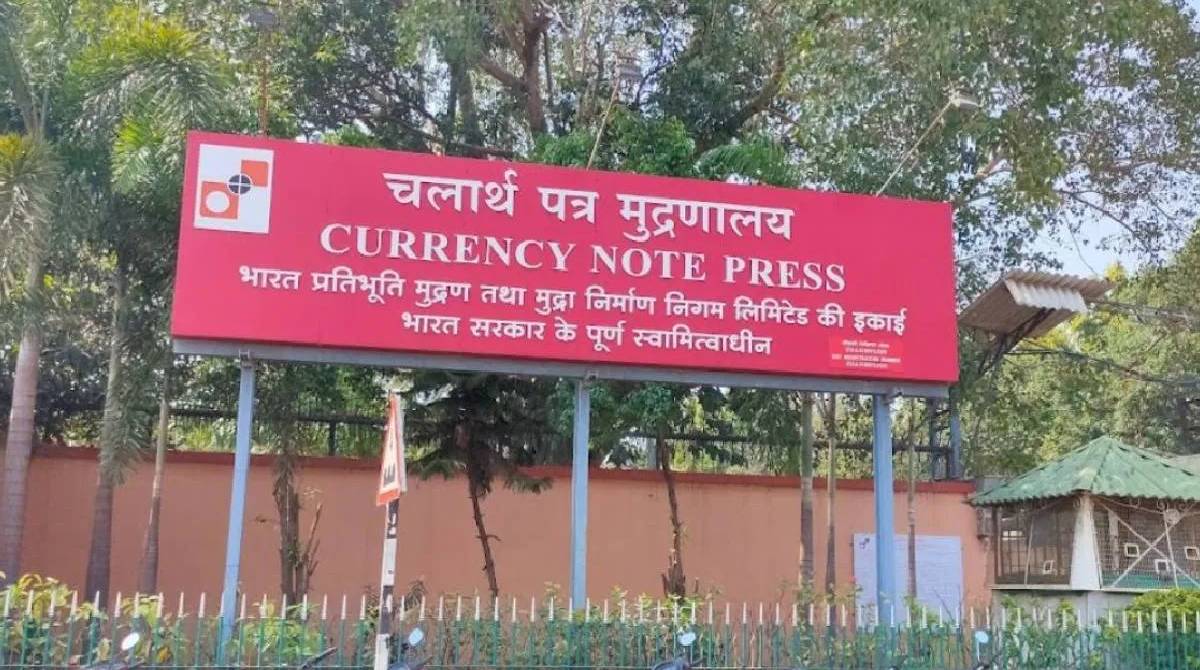 चलार्थ पत्र मुद्रणालय
CURRENCY NOTE PRESS
भारत प्रतिभूति मुद्रण तथा मुद्रा निर्माण निगम लिमिटेड की इकाई
भारत सरकार के पूर्ण स्वामित्वाधीन